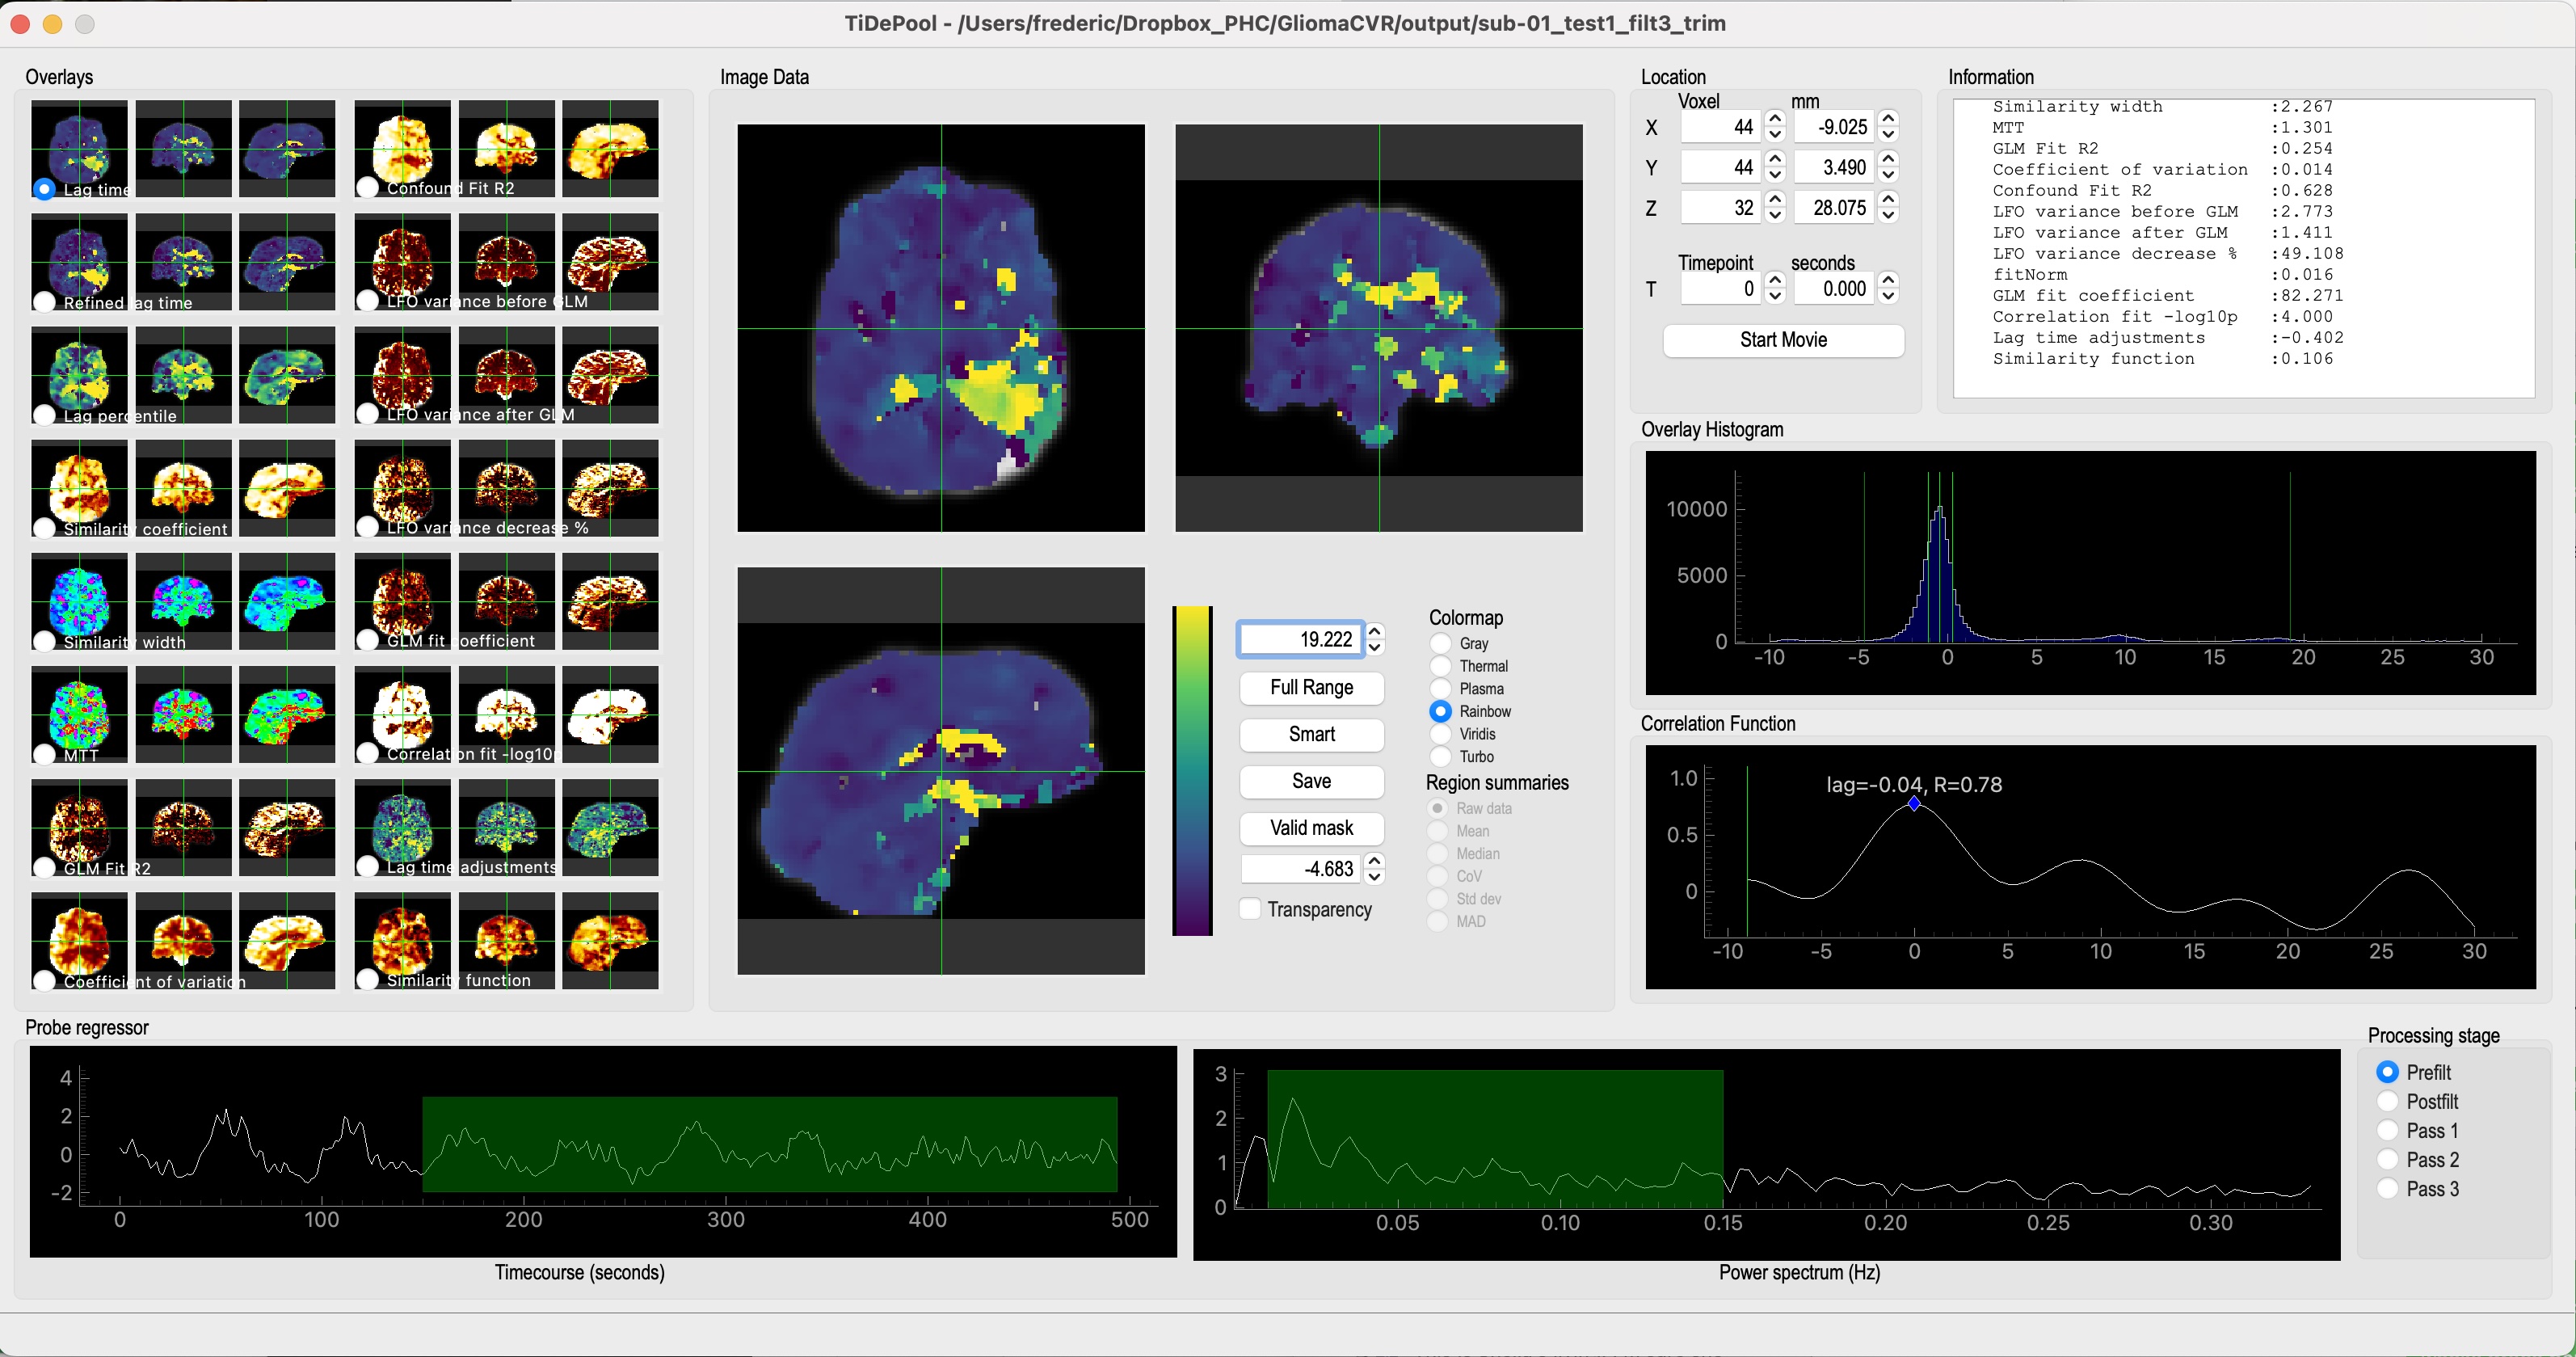 TiDePool - /Users/frederic/Dropbox_PHC/GliomaCVR/output/sub-01_test1_filt3_trim
Overlays
Lag time
Confound Fit R2
Refined lag time
LFO variance before GLM
Lag percentile
LFO variance after GLM
Similarity coefficient
LFO variance decrease %
Similarity width
GLM fit coefficient
MTT
Correlation fit -log10p
GLM Fit R2
Lag time adjustments
Coefficient of variation
Similarity function
Image Data
19.222
Full Range
Smart
Save
Valid mask
-4.683
Transparency
Colormap
Gray
Thermal
Plasma
Rainbow
Viridis
Turbo
Region summaries
Raw data
Mean
Median
CoV
Std dev
MAD
Location
Voxel mm
X 44 -9.025
Y 44 3.490
Z 32 28.075
Timepoint seconds
T 0 0.000
Start Movie
Information
Similarity width :2.267
MTT :1.301
GLM Fit R2 :0.254
Coefficient of variation :0.014
Confound Fit R2 :0.628
LFO variance before GLM :2.773
LFO variance after GLM :1.411
LFO variance decrease % :49.108
fitNorm :0.016
GLM fit coefficient :82.271
Correlation fit -log10p :4.000
Lag time adjustments :-0.402
Similarity function :0.106
Overlay Histogram
10000
5000
0
-10 -5 0 5 10 15 20 25 30
Correlation Function
lag=-0.04, R=0.78
1.0
0.5
0
-10 -5 0 5 10 15 20 25 30
Probe regressor
4
2
0
-2
0 100 200 300 400 500
Timecourse (seconds)
3
2
1
0
0.05 0.10 0.15 0.20 0.25 0.30
Power spectrum (Hz)
Processing stage
Prefilt
Postfilt
Pass 1
Pass 2
Pass 3